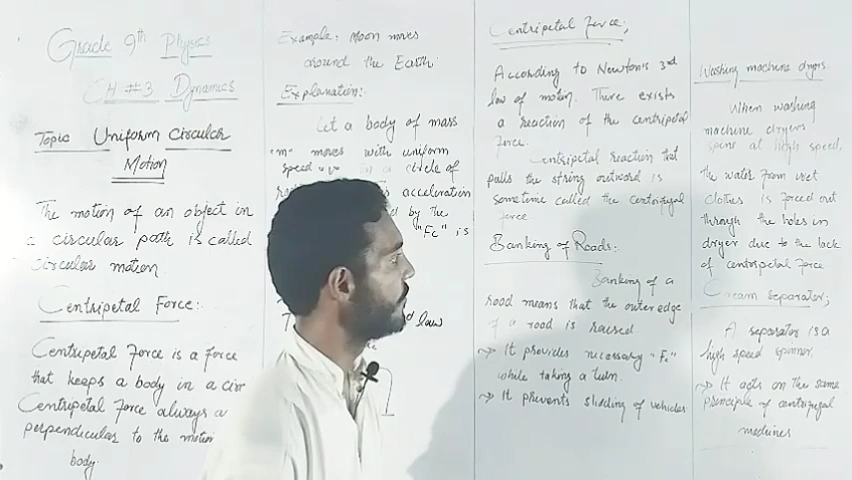 Grade 9th Physics
CH #3 Dynamics
Topic Uniform Circular
Motion
The motion of an object in
a circular path is called
circular motion.
Centripetal Force:-
Centripetal Force is a force
that keeps a body in a cir
Centripetal Force always a
perpendicular to the motion
body.
Example: Moon moves
around the Earth.
Explanation:-
Let a body of mass
"m" moves with uniform
speed in a circle of
acceleration
by the
"Fc" is
law
Centripetal Force;
According to Newton's 3rd
law of motion. There exists
a reaction of the centripetal
force.
Centripetal reaction that
pulls the string outword is
sometime called the centrifugal
force
Banking of Roads:
Banking of a
road means that the outer edge
of a road is raised
→ It provides necessary "Fc"
while taking a turn.
→ It prevents slidding of vehicles
Washing machine dryers
When washing
machine dryers
spins at high speed,
the water from wet
clothes is forced out
through the holes in
dryer due to the lack
of centripetal force
Cream Separator;
A separator is a
high speed spinner.
→ It acts on the same
principle of centrifugal
medcines